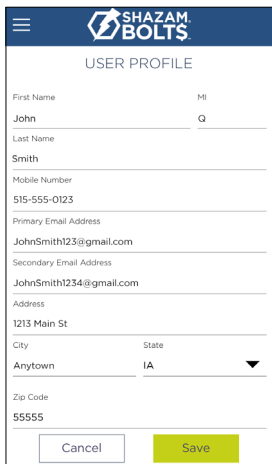 SHAZAM.
BOLT$.
USER PROFILE
First Name MI
John Q
Last Name
Smith
Mobile Number
515-555-0123
Primary Email Address
JohnSmith123@gmail.com
Secondary Email Address
JohnSmith1234@gmail.com
Address
1213 Main St
City State
Anytown IA
Zip Code
55555
Cancel Save